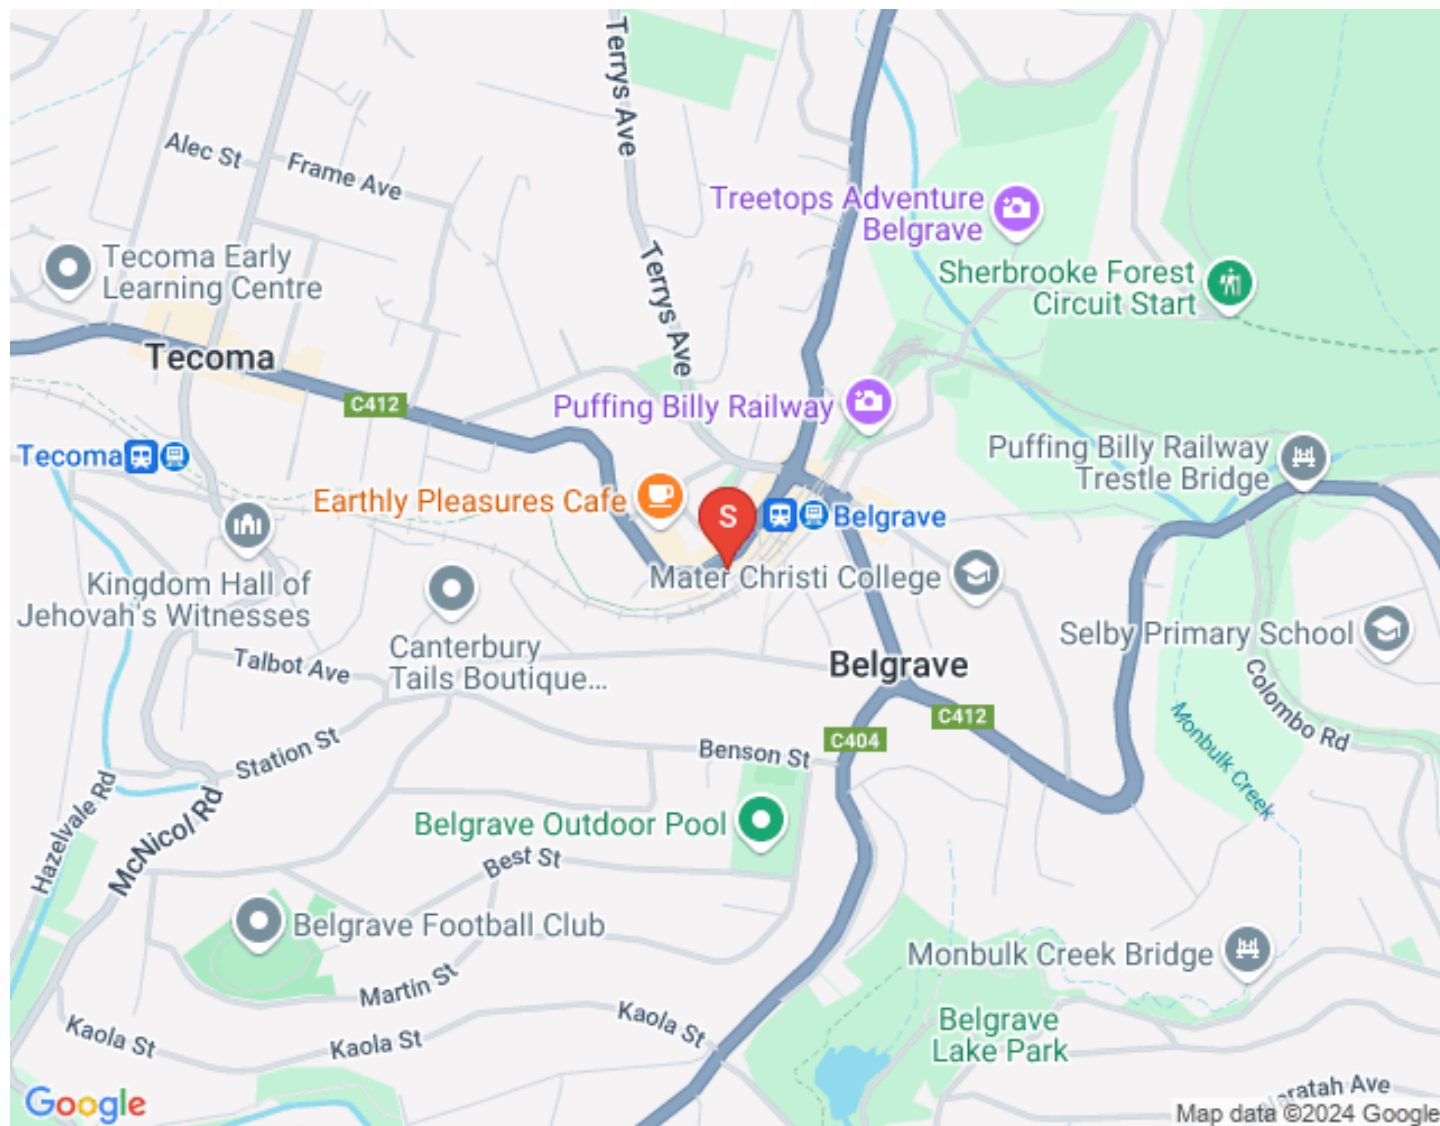 Terrys Ave
Alec St
Frame Ave
Treetops Adventure
Belgrave
Tecoma Early
Learning Centre
Terrys Ave
Sherbrooke Forest
Circuit Start
Tecoma
C412
Puffing Billy Railway
Tecoma
Puffing Billy Railway
Trestle Bridge
Earthly Pleasures Cafe
S
Belgrave
Kingdom Hall of
Jehovah's Witnesses
Mater Christi College
Canterbury
Tails Boutique...
Selby Primary School
Talbot Ave
Belgrave
Colombo Rd
C412
C404
Station St
Benson St
Monbulk Creek
Hazelvale Rd
McNicol Rd
Belgrave Outdoor Pool
Best St
Belgrave Football Club
Monbulk Creek Bridge
Martin St
Kaola St
Kaola St
Kaola St
Belgrave
Lake Park
Ave
Google
Map data ©2024 Google